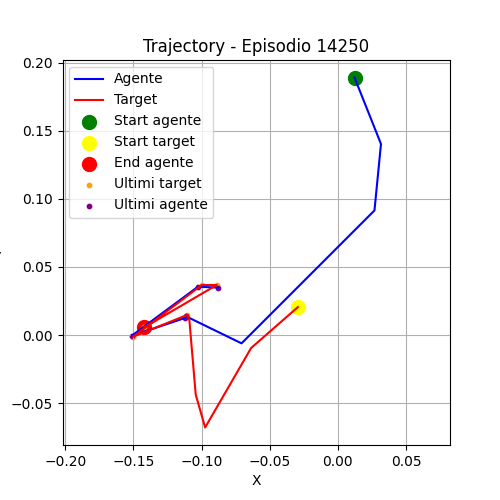 Trajectory - Episodio 14250
Agente
Target
Start agente
Start target
End agente
Ultimi target
Ultimi agente
0.20
0.15
0.10
0.05
0.00
−0.05
−0.20
−0.15
−0.10
−0.05
0.00
0.05
X